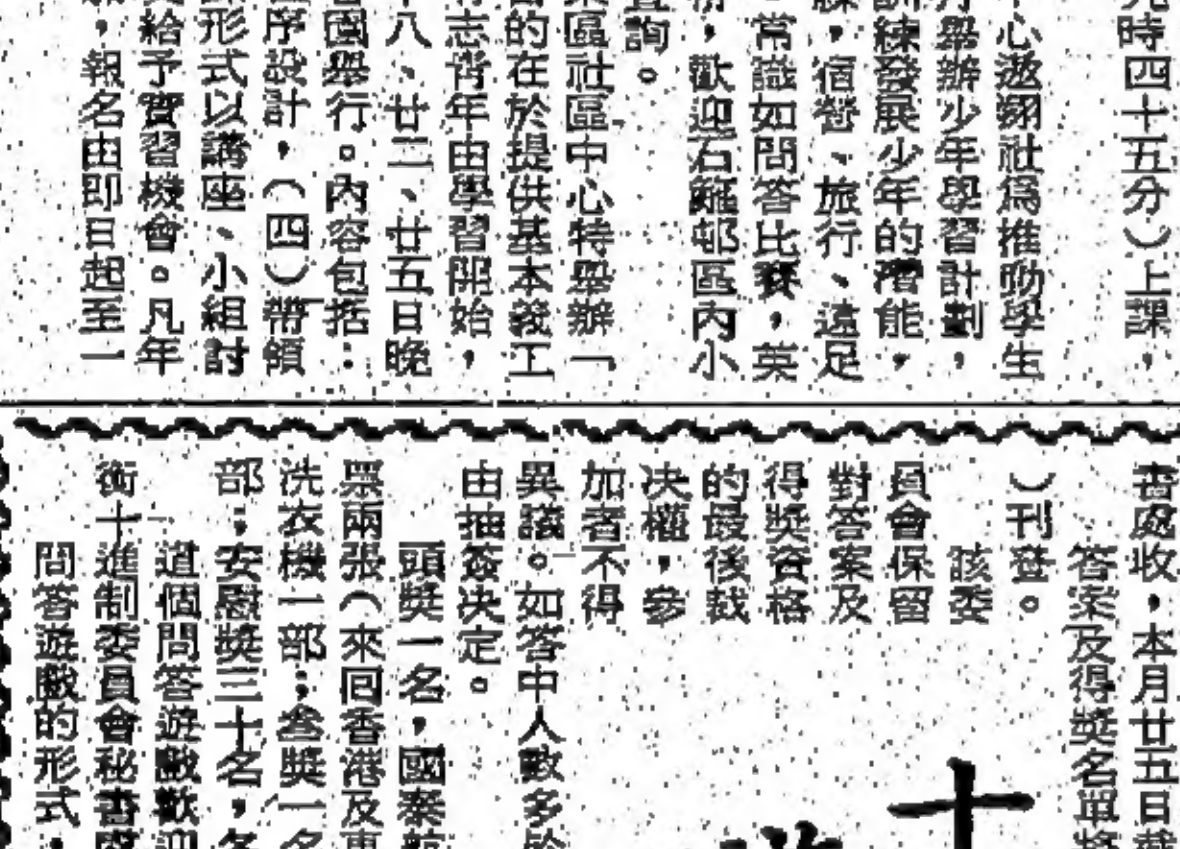 時四十五分)上課,
心遨翔社爲推動學生
舉辦少年學習計劃,
訓練發展少年的潛能,
練,宿營、旅行、遠足
常識如問答比賽,英
,歡迎石籬邨區內小
查詢。
區社區中心特舉辦「
的在於提供基本義工
志青年由學習開始,
八、廿二、廿五日晚
園舉行。內容包括:
序設計,(四)帶領
形式以講座、小組討
給予實習機會。凡年
,報名由即日起至一
書處收,本月廿五日截
答案及得獎名單將
)刊登。
該委
員會保留
對答案及
得獎資格
的最後裁
決權,參
加者不得
異議。如答中人數多於
由抽簽決定。
頭獎一名,國泰航
票兩張(來回香港及東
洗衣機一部;叁獎一名
部;安慰獎三十名,各
道個問答遊戲歡迎
衡十進制委員會秘書處
問答遊戲的形式,
十
進